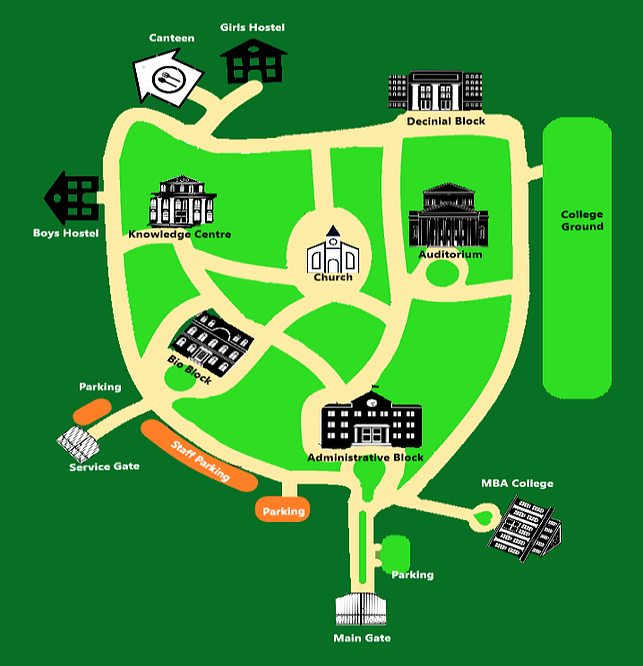 Girls Hostel
Canteen
Decinial Block
College
Ground
Boys Hostel
Knowledge Centre
Auditorium
Church
Bio Block
Parking
Staff Parking
Service Gate
Administrative Block
MBA College
Parking
Parking
Main Gate